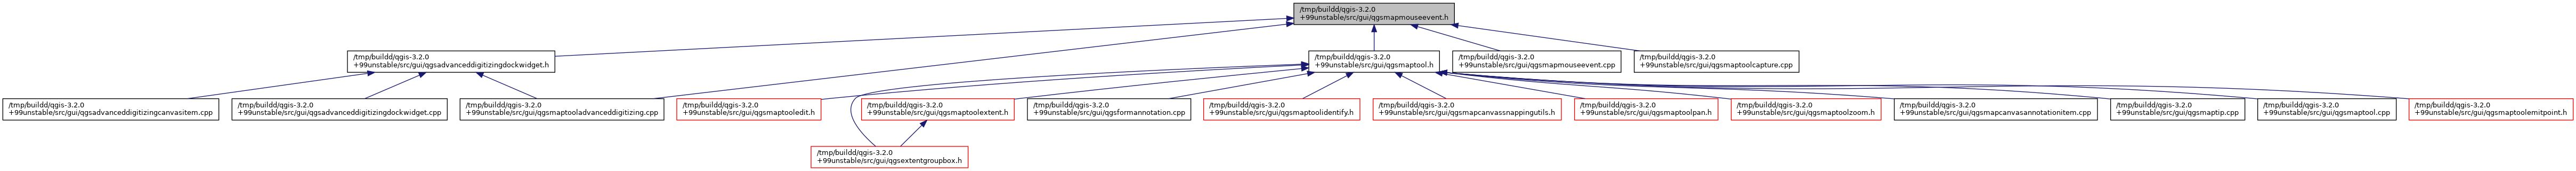 /tmp/buildd/qgis-3.2.0
+99unstable/src/gui/qgsmapmouseevent.h
/tmp/buildd/qgis-3.2.0
+99unstable/src/gui/qgsadvanceddigitizingdockwidget.h
/tmp/buildd/qgis-3.2.0
+99unstable/src/gui/qgsmaptool.h
/tmp/buildd/qgis-3.2.0
+99unstable/src/gui/qgsmapmouseevent.cpp
/tmp/buildd/qgis-3.2.0
+99unstable/src/gui/qgsmaptoolcapture.cpp
/tmp/buildd/qgis-3.2.0
+99unstable/src/gui/qgsadvanceddigitizingcanvasitem.cpp
/tmp/buildd/qgis-3.2.0
+99unstable/src/gui/qgsadvanceddigitizingdockwidget.cpp
/tmp/buildd/qgis-3.2.0
+99unstable/src/gui/qgsmaptooladvanceddigitizing.cpp
/tmp/buildd/qgis-3.2.0
+99unstable/src/gui/qgsmaptooledit.h
/tmp/buildd/qgis-3.2.0
+99unstable/src/gui/qgsmaptoolextent.h
/tmp/buildd/qgis-3.2.0
+99unstable/src/gui/qgsformannotation.cpp
/tmp/buildd/qgis-3.2.0
+99unstable/src/gui/qgsmaptoolidentify.h
/tmp/buildd/qgis-3.2.0
+99unstable/src/gui/qgsmapcanvassnappingutils.h
/tmp/buildd/qgis-3.2.0
+99unstable/src/gui/qgsmaptoolpan.h
/tmp/buildd/qgis-3.2.0
+99unstable/src/gui/qgsmaptoolzoom.h
/tmp/buildd/qgis-3.2.0
+99unstable/src/gui/qgsmapcanvasannotationitem.cpp
/tmp/buildd/qgis-3.2.0
+99unstable/src/gui/qgsmaptip.cpp
/tmp/buildd/qgis-3.2.0
+99unstable/src/gui/qgsmaptool.cpp
/tmp/buildd/qgis-3.2.0
+99unstable/src/gui/qgsmaptoolemitpoint.h
/tmp/buildd/qgis-3.2.0
+99unstable/src/gui/qgsextentgroupbox.h